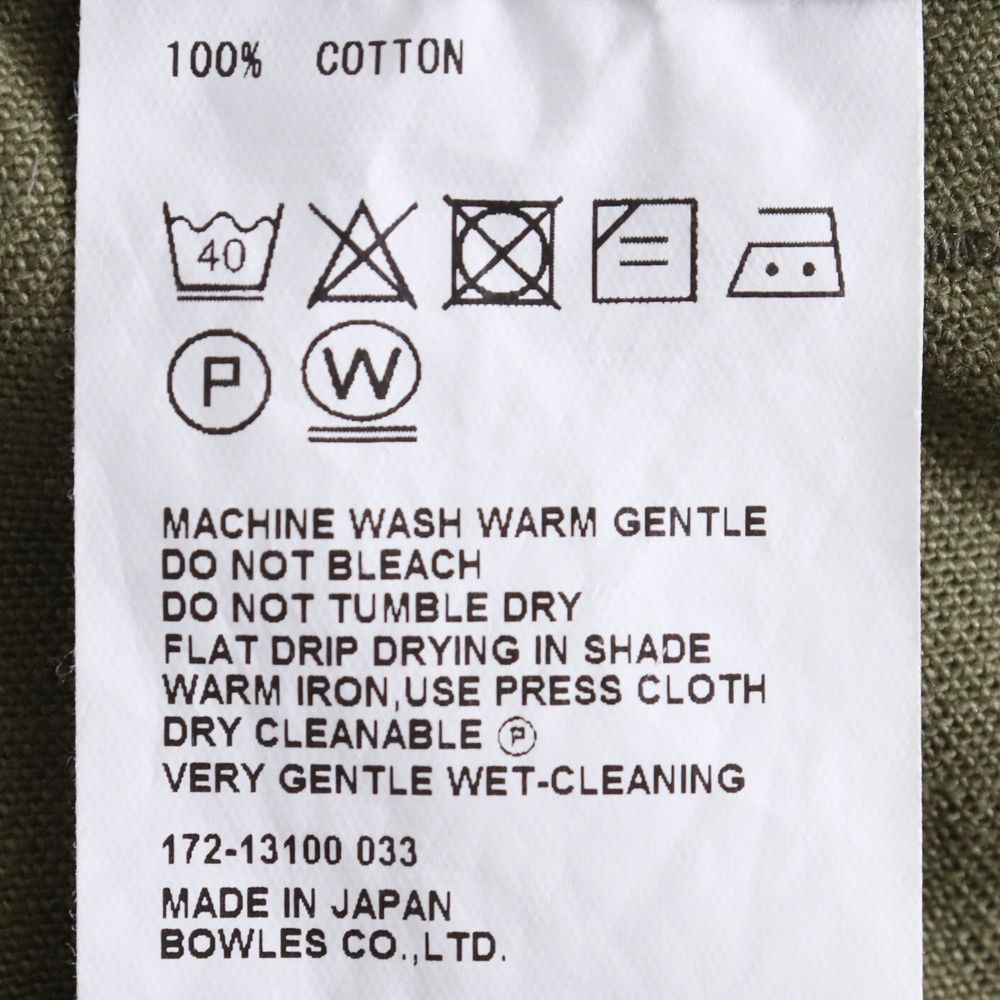 100% COTTON
40
P W
MACHINE WASH WARM GENTLE
DO NOT BLEACH
DO NOT TUMBLE DRY
FLAT DRIP DRYING IN SHADE
WARM IRON,USE PRESS CLOTH
DRY CLEANABLE Ⓟ
VERY GENTLE WET-CLEANING
172-13100 033
MADE IN JAPAN
BOWLES CO.,LTD.